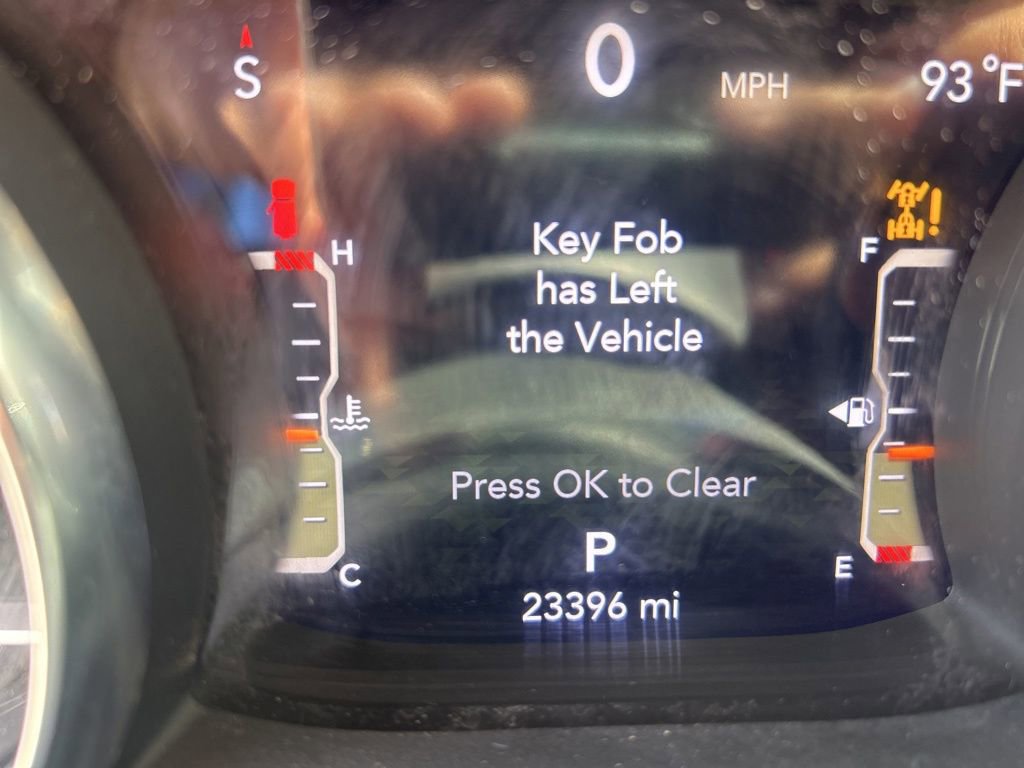 S
0
MPH
93 °F
H
F
Key Fob
has Left
the Vehicle
Press OK to Clear
C
E
P
23396 mi